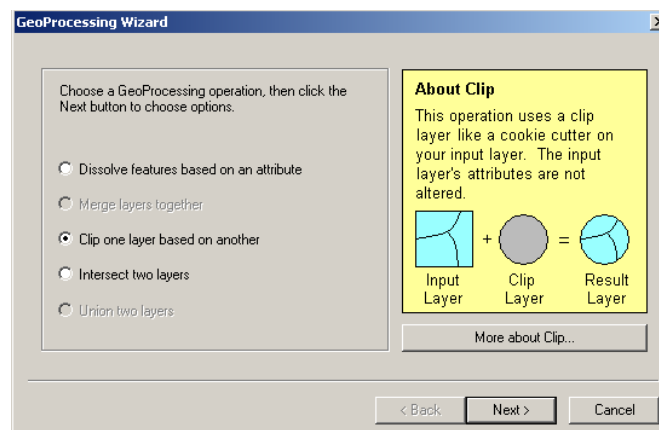 GeoProcessing Wizard
Choose a GeoProcessing operation, then click the
Next button to choose options.
Dissolve features based on an attribute
Merge layers together
Clip one layer based on another
Intersect two layers
Union two layers
About Clip
This operation uses a clip
layer like a cookie cutter on
your input layer. The input
layer's attributes are not
altered.
+ =
Input Clip Result
Layer Layer Layer
More about Clip...
< Back Next > Cancel